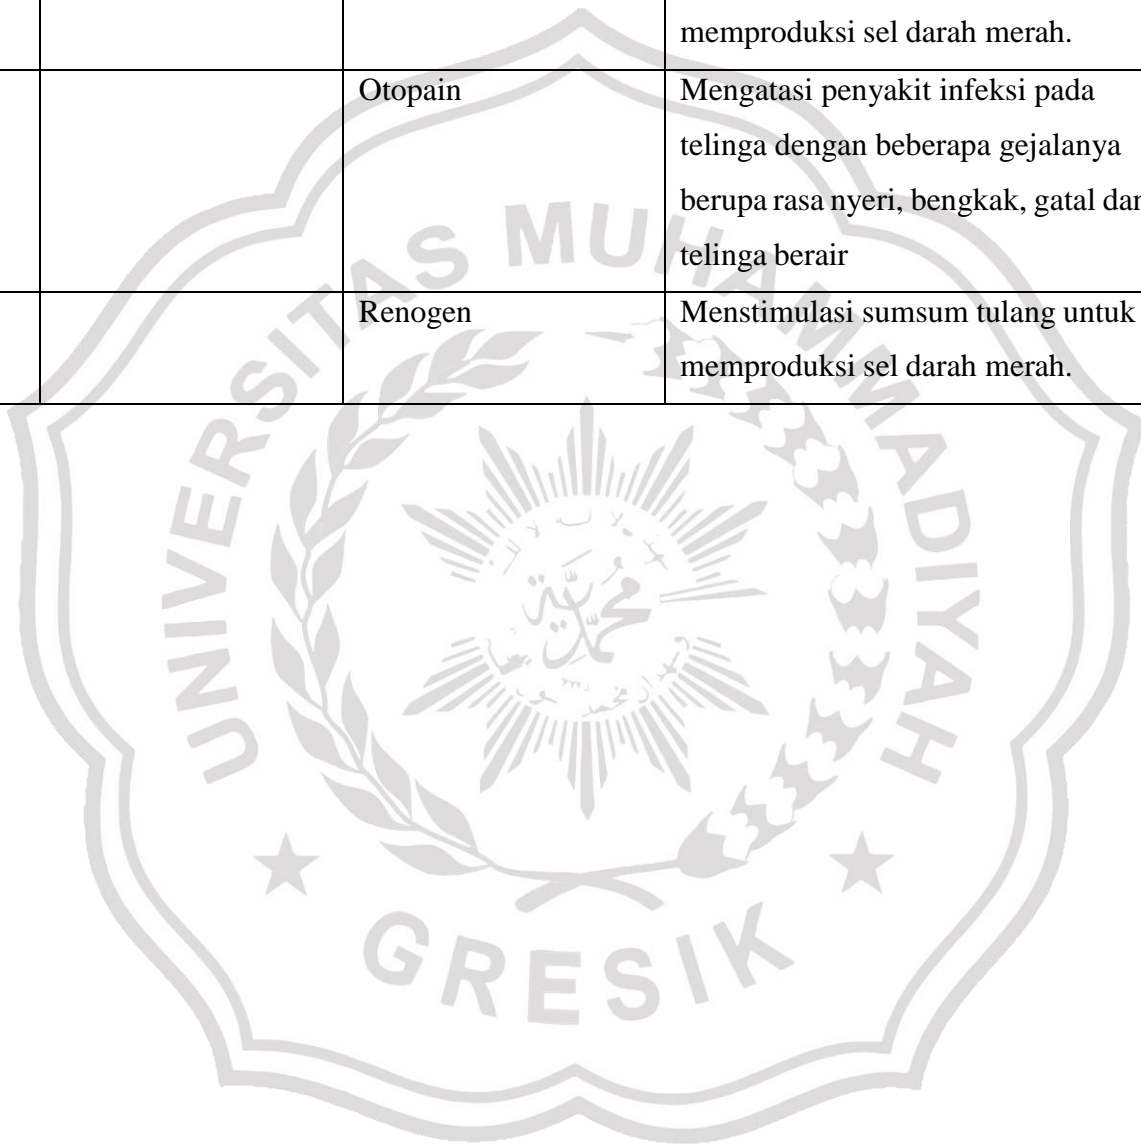 memproduksi sel darah merah.
Otopain
Mengatasi penyakit infeksi pada
telinga dengan beberapa gejalanya
berupa rasa nyeri, bengkak, gatal dan
telinga berair
Renogen
Menstimulasi sumsum tulang untuk
memproduksi sel darah merah.
UNIVERSITAS MUHAMMADIYAH
GRESIK